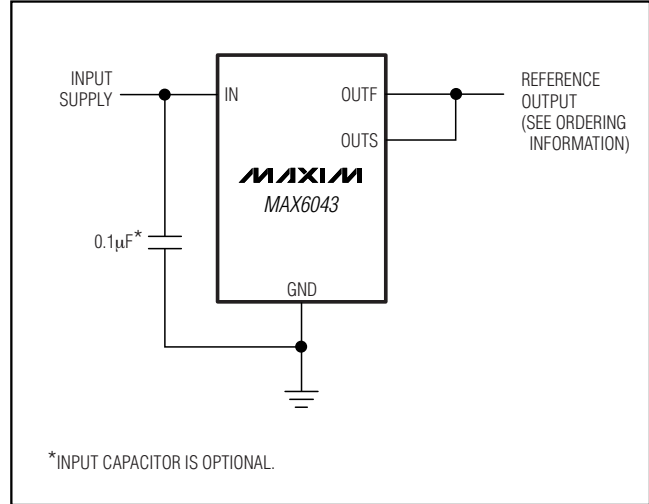 INPUT
SUPPLY
IN
OUTF
OUTS
REFERENCE
OUTPUT
(SEE ORDERING
INFORMATION)
MAXIM
MAX6043
0.1μF*
GND
*INPUT CAPACITOR IS OPTIONAL.